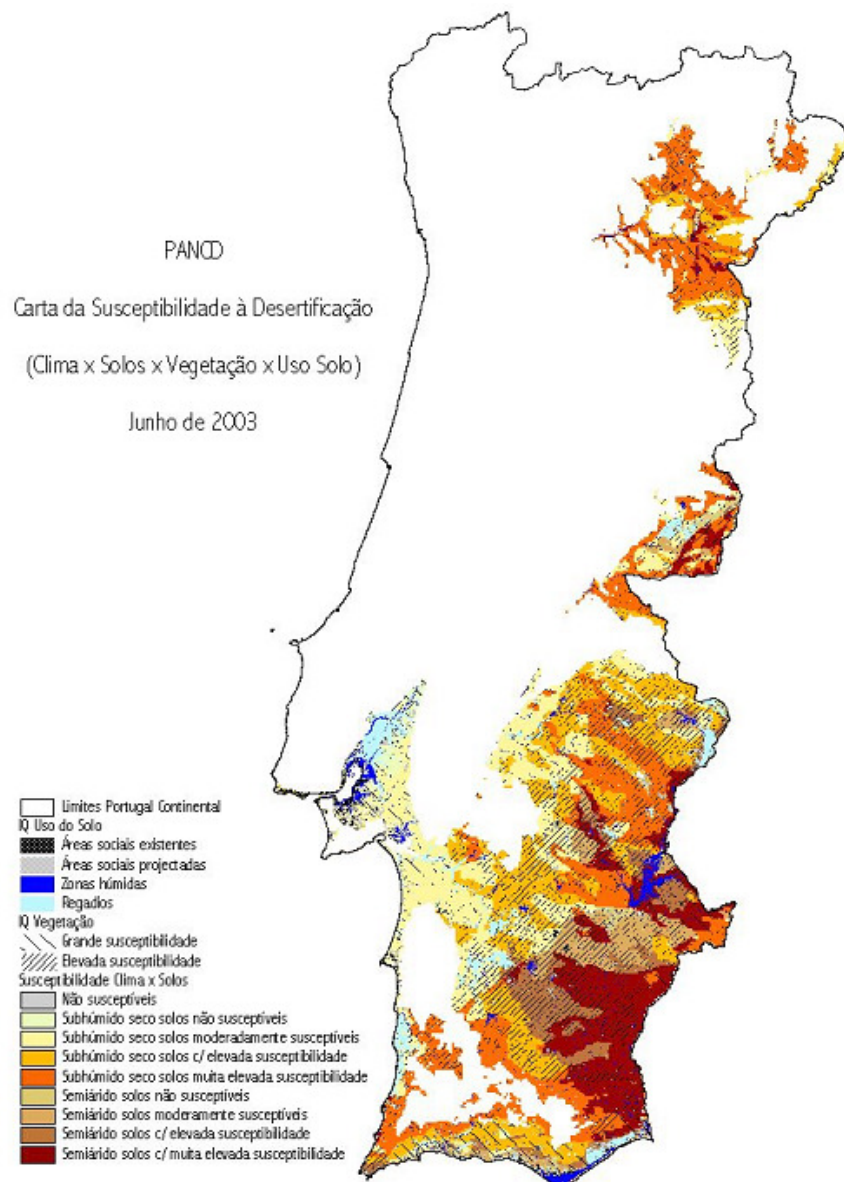 PANCD
Carta da Susceptibilidade à Desertificação
(Clima x Solos x Vegetação x Uso Solo)
Junho de 2003
Limites Portugal Continental
IQ Uso do Solo
Áreas sociais existentes
Áreas sociais projectadas
Zonas húmidas
Regadios
IQ Vegetação
Grande susceptibilidade
Elevada susceptibilidade
Susceptibilidade Clima x Solos
Não susceptíveis
Subhúmido seco solos não susceptíveis
Subhúmido seco solos moderadamente susceptíveis
Subhúmido seco solos c/ elevada susceptibilidade
Subhúmido seco solos muita elevada susceptibilidade
Semiárido solos não susceptíveis
Semiárido solos moderamente susceptíveis
Semiárido solos c/ elevada susceptibilidade
Semiárido solos c/ muita elevada susceptibilidade